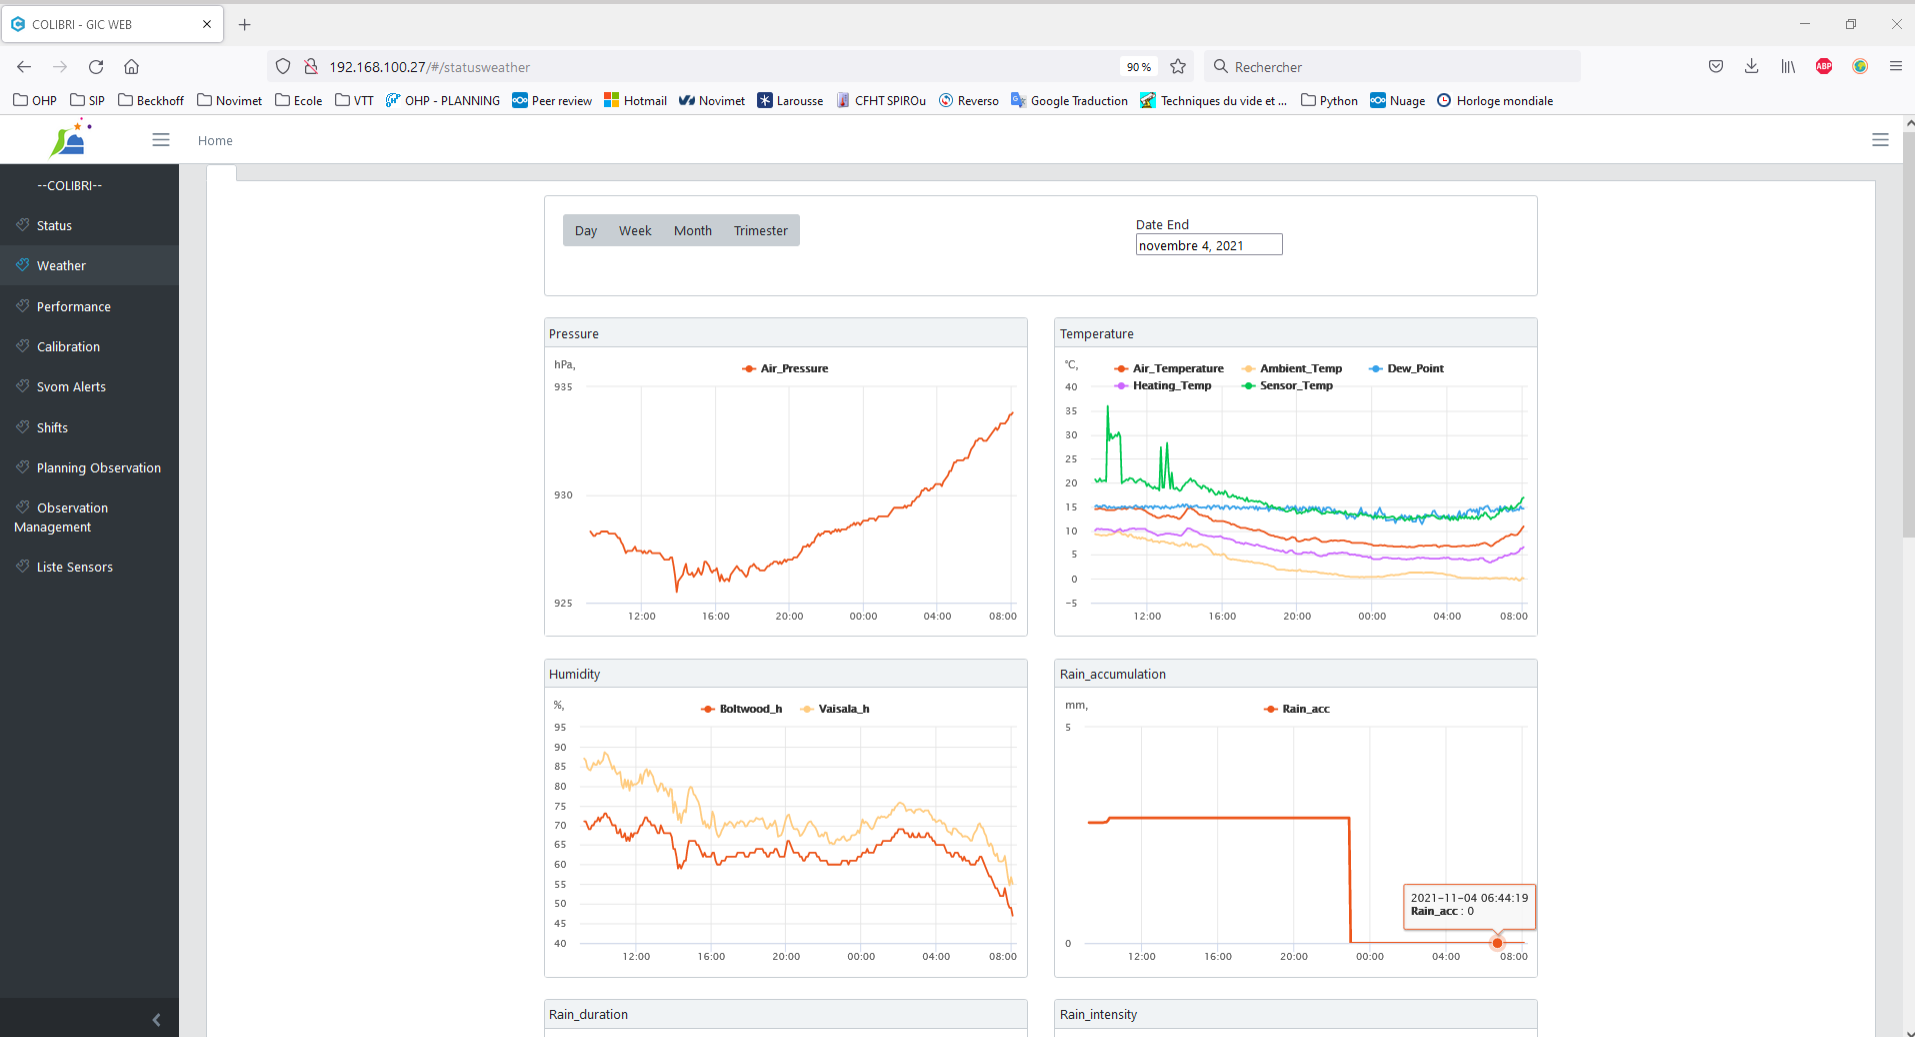 COLIBRI - GIC WEB
192.168.100.27/#/statusweather
90 %
Rechercher
OHP SIP Beckhoff Novimet Ecole VTT OHP - PLANNING Peer review Hotmail Novimet Larousse CFHT SPIROu Reverso Google Traduction Techniques du vide et ... Python Nuage Horloge mondiale
ABP
Home
--COLIBRI--
Status
Weather
Performance
Calibration
Svom Alerts
Shifts
Planning Observation
Observation
Management
Liste Sensors
Day Week Month Trimester
Date End
novembre 4, 2021
Pressure
hPa,
Air_Pressure
935
930
925
12:00 16:00 20:00 00:00 04:00 08:00
Temperature
°C,
Air_Temperature Ambient_Temp Dew_Point
Heating_Temp Sensor_Temp
40
35
30
25
20
15
10
5
0
−5
12:00 16:00 20:00 00:00 04:00 08:00
Humidity
%,
Boltwood_h Vaisala_h
95
90
85
80
75
70
65
60
55
50
45
40
12:00 16:00 20:00 00:00 04:00 08:00
Rain_accumulation
mm,
Rain_acc
5
0
2021-11-04 06:44:19
Rain_acc : 0
12:00 16:00 20:00 00:00 04:00 08:00
Rain_duration
Rain_intensity